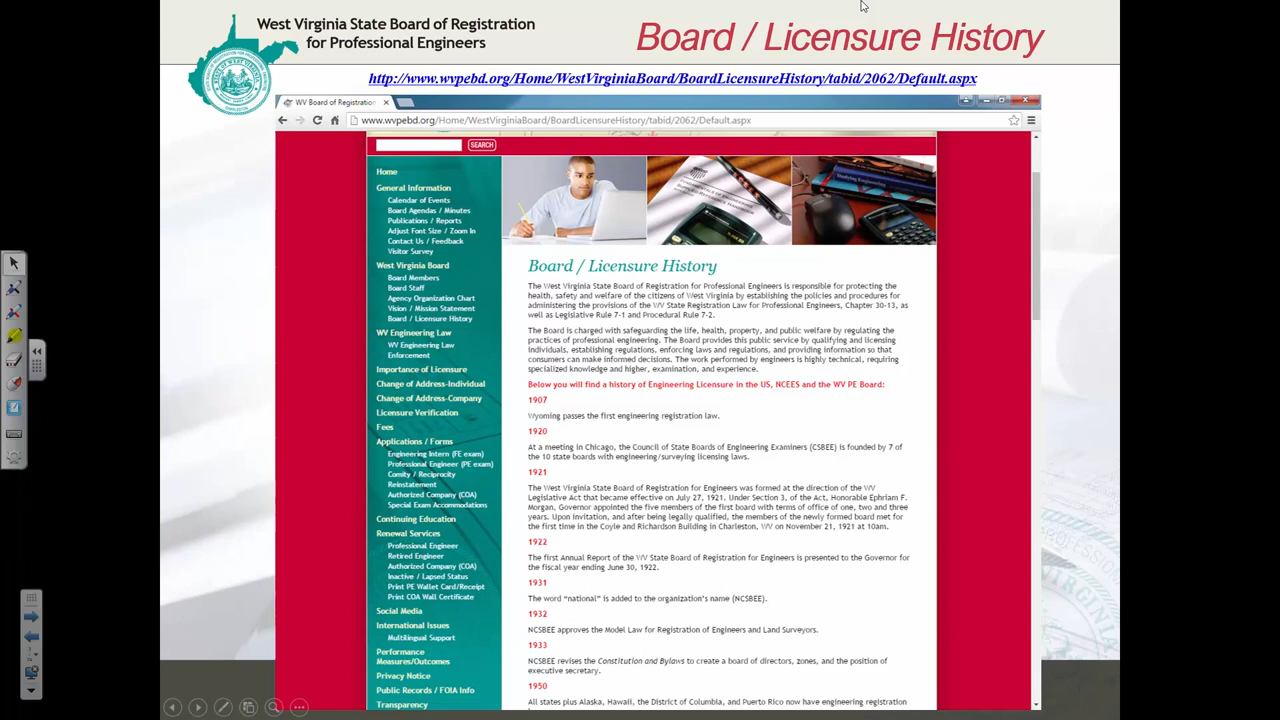 West Virginia State Board of Registration
for Professional Engineers
Board / Licensure History
http://www.wvpebd.org/Home/WestVirginiaBoard/BoardLicensureHistory/tabid/2062/Default.aspx
WV Board of Registration
www.wvpebd.org/Home/WestVirginiaBoard/BoardLicensureHistory/tabid/2062/Default.aspx
SEARCH
Home
General Information
Calendar of Events
Board Agendas / Minutes
Publications / Reports
Adjust Font Size / Zoom In
Contact Us / Feedback
Visitor Survey
West Virginia Board
Board Members
Board Staff
Agency Organization Chart
Vision / Mission Statement
Board / Licensure History
WV Engineering Law
WV Engineering Law
Enforcement
Importance of Licensure
Change of Address-Individual
Change of Address-Company
Licensure Verification
Fees
Applications / Forms
Engineering Intern (FE exam)
Professional Engineer (PE exam)
Comity / Reciprocity
Reinstatement
Authorized Company (COA)
Special Exam Accommodations
Continuing Education
Renewal Services
Professional Engineer
Retired Engineer
Authorized Company (COA)
Inactive / Lapsed Status
Print PE Wallet Card/Receipt
Print COA Wall Certificate
Social Media
International Issues
Multilingual Support
Performance
Measures/Outcomes
Privacy Notice
Public Records / FOIA Info
Transparency
Board / Licensure History
The West Virginia State Board of Registration for Professional Engineers is responsible for protecting the
health, safety and welfare of the citizens of West Virginia by establishing the policies and procedures for
administering the provisions of the WV State Registration Law for Professional Engineers, Chapter 30-13, as
well as Legislative Rule 7-1 and Procedural Rule 7-2.
The Board is charged with safeguarding the life, health, property, and public welfare by regulating the
practices of professional engineering. The Board provides this public service by qualifying and licensing
individuals, establishing regulations, enforcing laws and regulations, and providing information so that
consumers can make informed decisions. The work performed by engineers is highly technical, requiring
specialized knowledge and higher, examination, and experience.
Below you will find a history of Engineering Licensure in the US, NCEES and the WV PE Board:
1907
Wyoming passes the first engineering registration law.
1920
At a meeting in Chicago, the Council of State Boards of Engineering Examiners (CSBEE) is founded by 7 of
the 10 state boards with engineering/surveying licensing laws.
1921
The West Virginia State Board of Registration for Engineers was formed at the direction of the WV
Legislative Act that became effective on July 27, 1921. Under Section 3, of the Act, Honorable Ephriam F.
Morgan, Governor appointed the five members of the first board with terms of office of one, two and three
years. Upon invitation, and after being legally qualified, the members of the newly formed board met for
the first time in the Coyle and Richardson Building in Charleston, WV on November 21, 1921 at 10am.
1922
The first Annual Report of the WV State Board of Registration for Engineers is presented to the Governor for
the fiscal year ending June 30, 1922.
1931
The word “national” is added to the organization's name (NCSBEE).
1932
NCSBEE approves the Model Law for Registration of Engineers and Land Surveyors.
1933
NCSBEE revises the Constitution and Bylaws to create a board of directors, zones, and the position of
executive secretary.
1950
All states plus Alaska, Hawaii, the District of Columbia, and Puerto Rico now have engineering registration